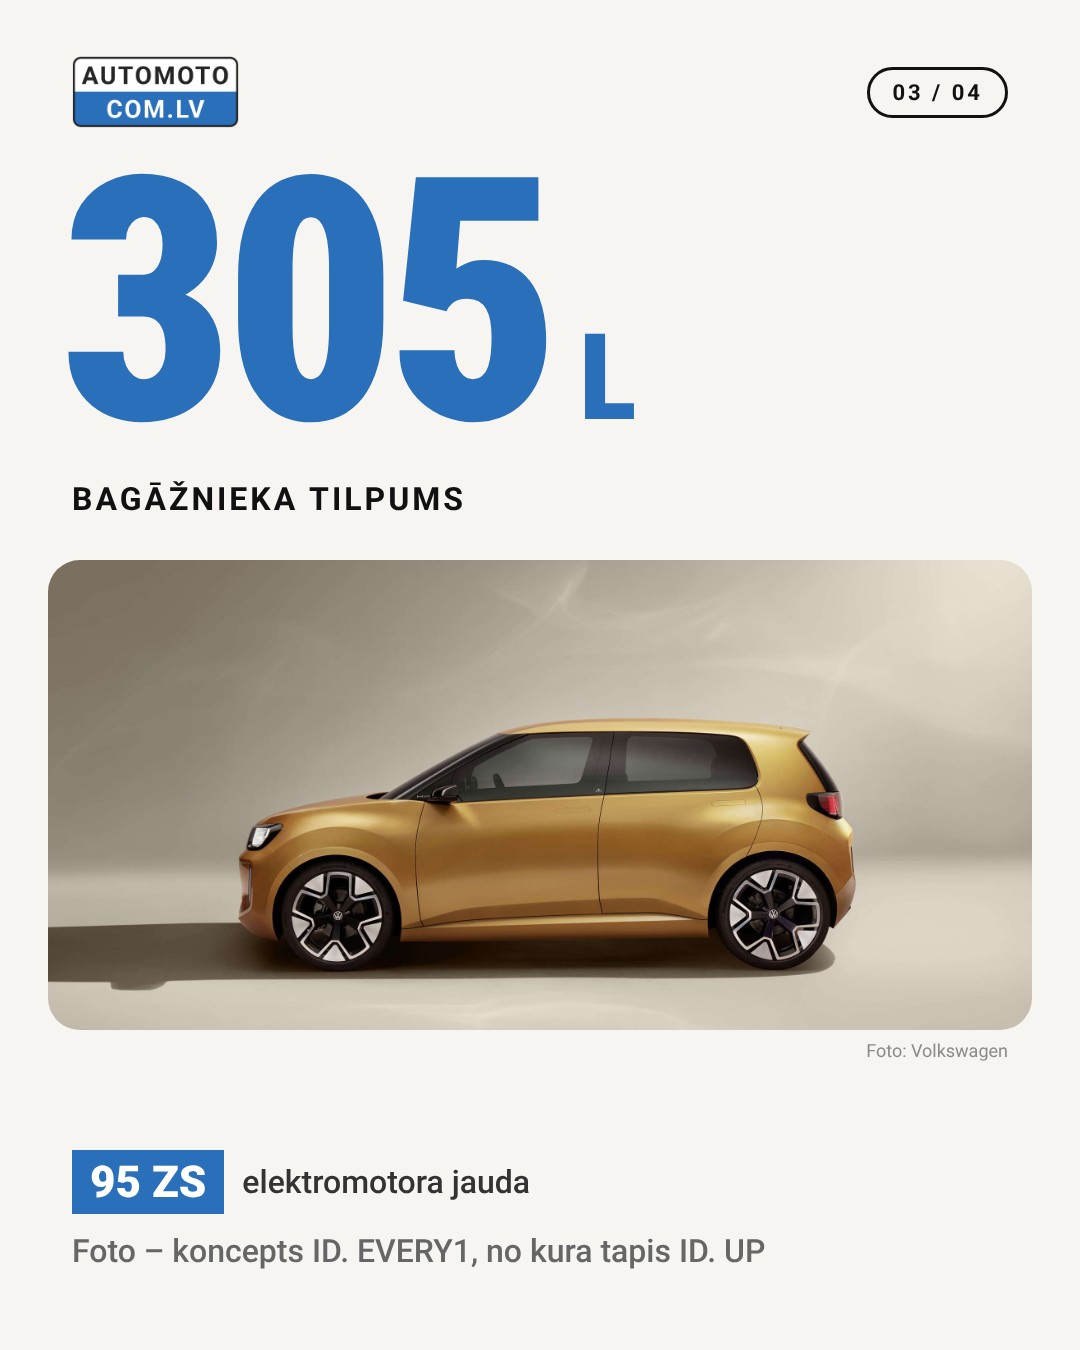 AUTOMOTO
COM.LV
03 / 04
305 L
BAGĀŽNIEKA TILPUMS
Foto: Volkswagen
95 ZS elektromotora jauda
Foto – koncepts ID. EVERY1, no kura tapis ID. UP